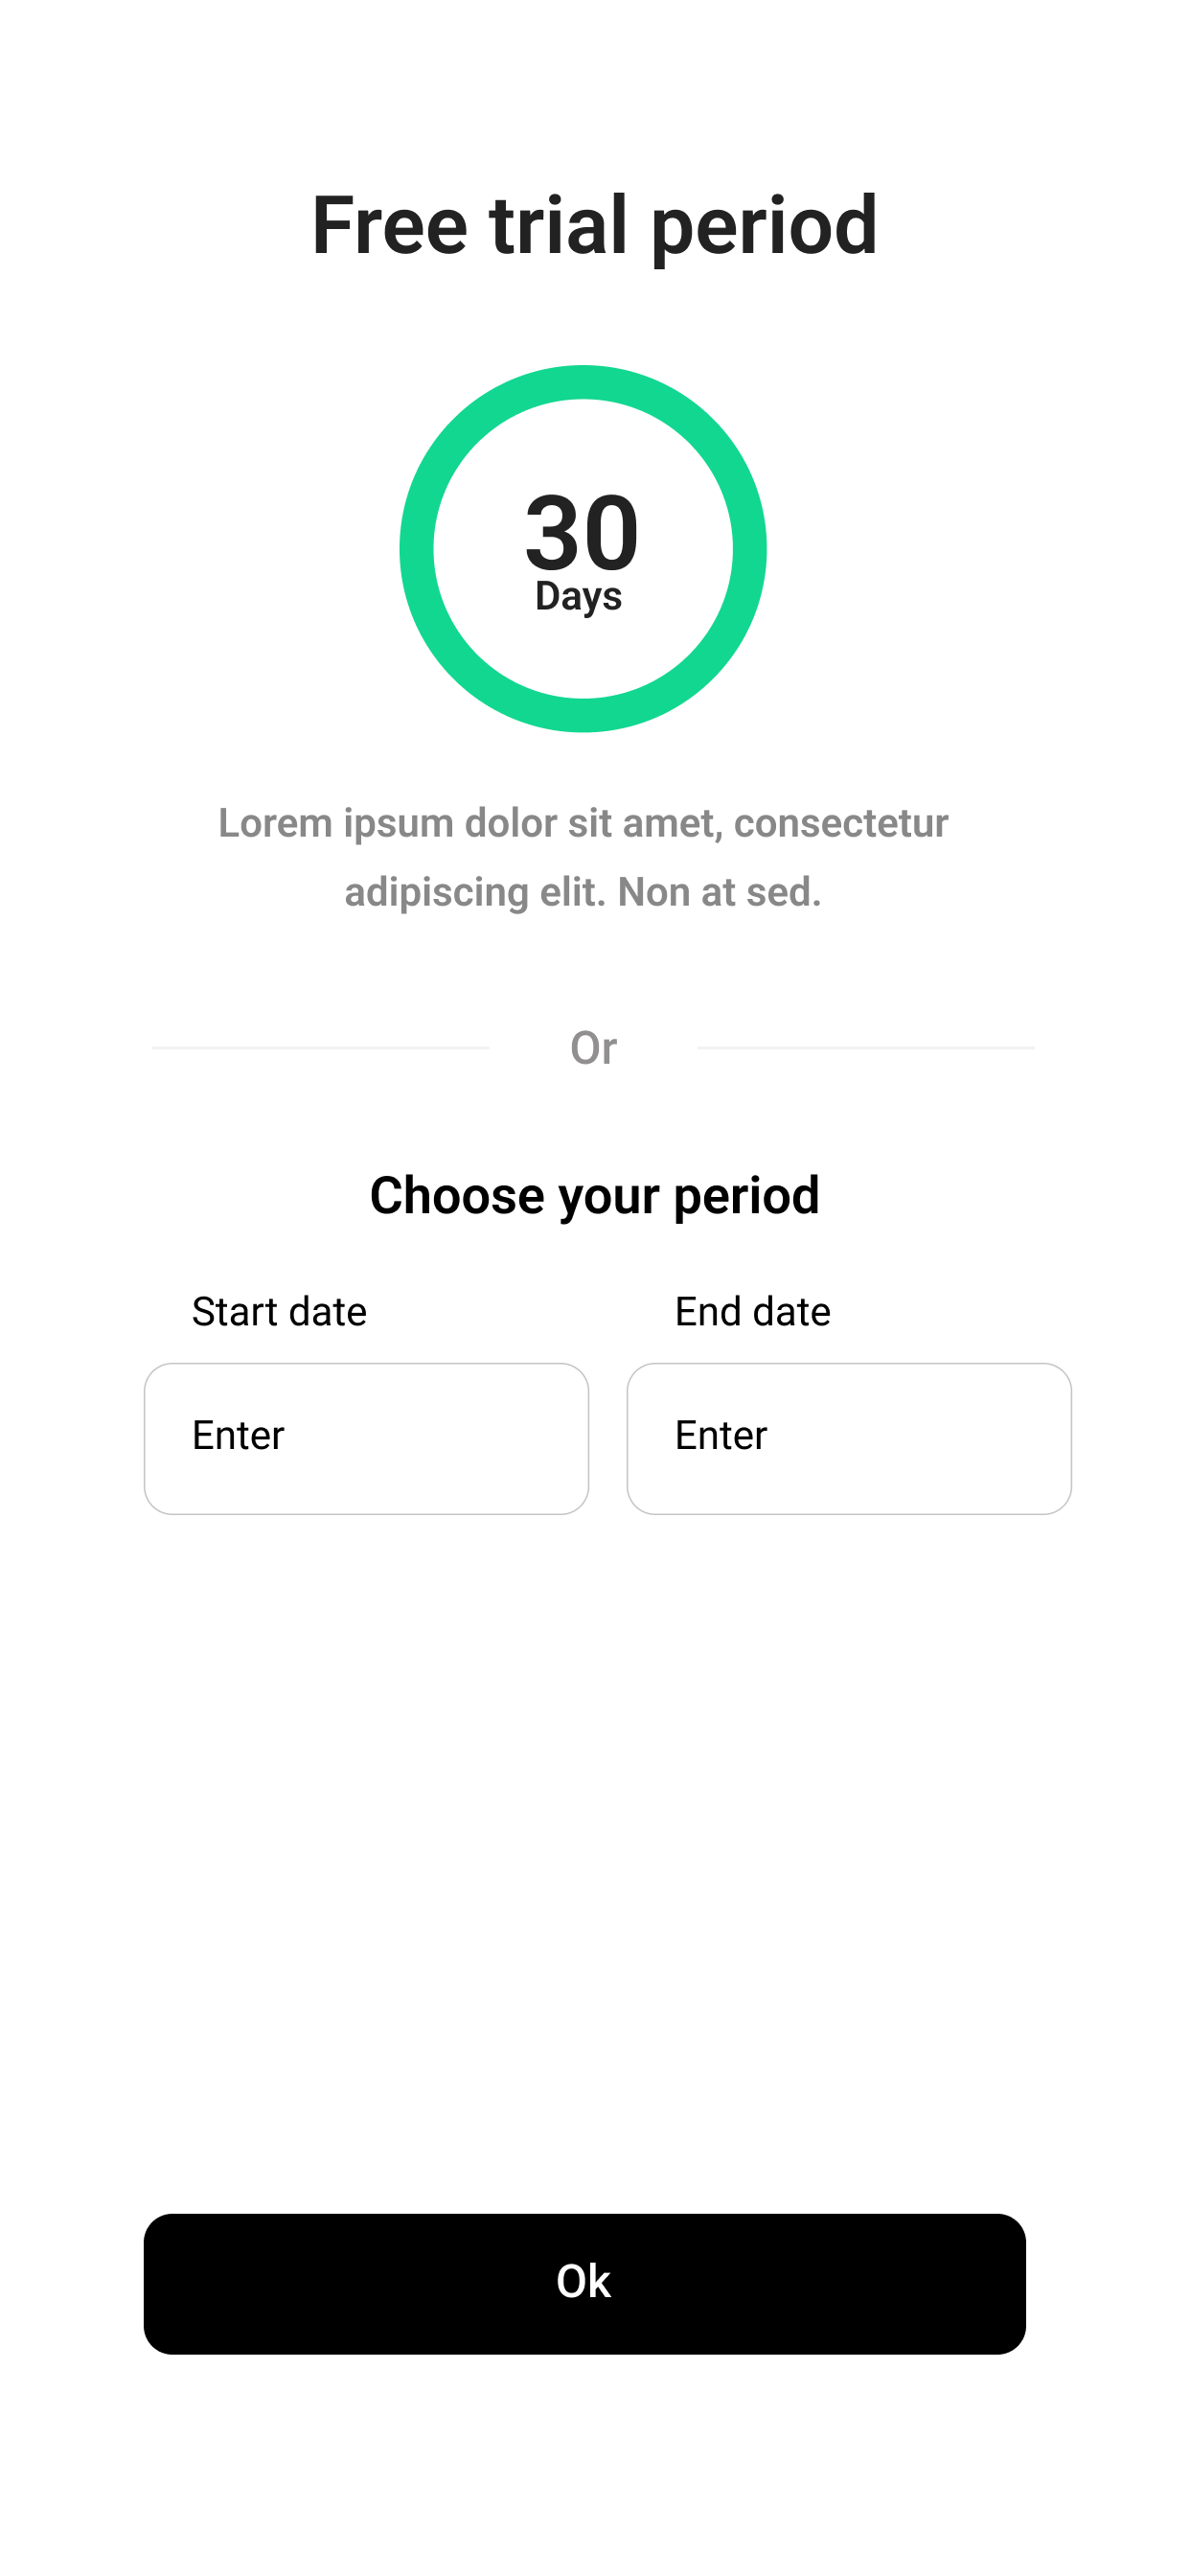 Free trial period
30
Days
Lorem ipsum dolor sit amet, consectetur
adipiscing elit. Non at sed.
Or
Choose your period
Start date
End date
Enter
Enter
Ok